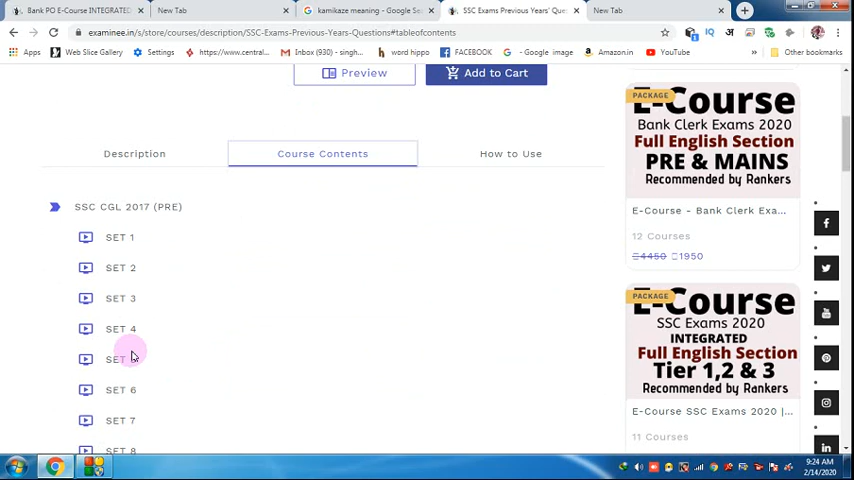 Bank PO E-Course INTEGRATED
New Tab
kamikaze meaning - Google Se
SSC Exams Previous Years' Que
New Tab
examinee.in/s/store/courses/description/SSC-Exams-Previous-Years-Questions#tableofcontents
Apps
Web Slice Gallery
Settings
https://www.central...
Inbox (930) - singh...
word hippo
FACEBOOK
- Google image
Amazon.in
YouTube
Other bookmarks
Preview
Add to Cart
Description
Course Contents
How to Use
SSC CGL 2017 (PRE)
SET 1
SET 2
SET 3
SET 4
SET
SET 6
SET 7
SET 8
PACKAGE
E-Course
Bank Clerk Exams 2020
Full English Section
PRE & MAINS
Recommended by Rankers
E-Course - Bank Clerk Exa...
12 Courses
4450 1950
PACKAGE
E-Course
SSC Exams 2020
INTEGRATED
Full English Section
Tier 1,2 & 3
Recommended by Rankers
E-Course SSC Exams 2020 |...
11 Courses
9:24 AM
2/14/2020